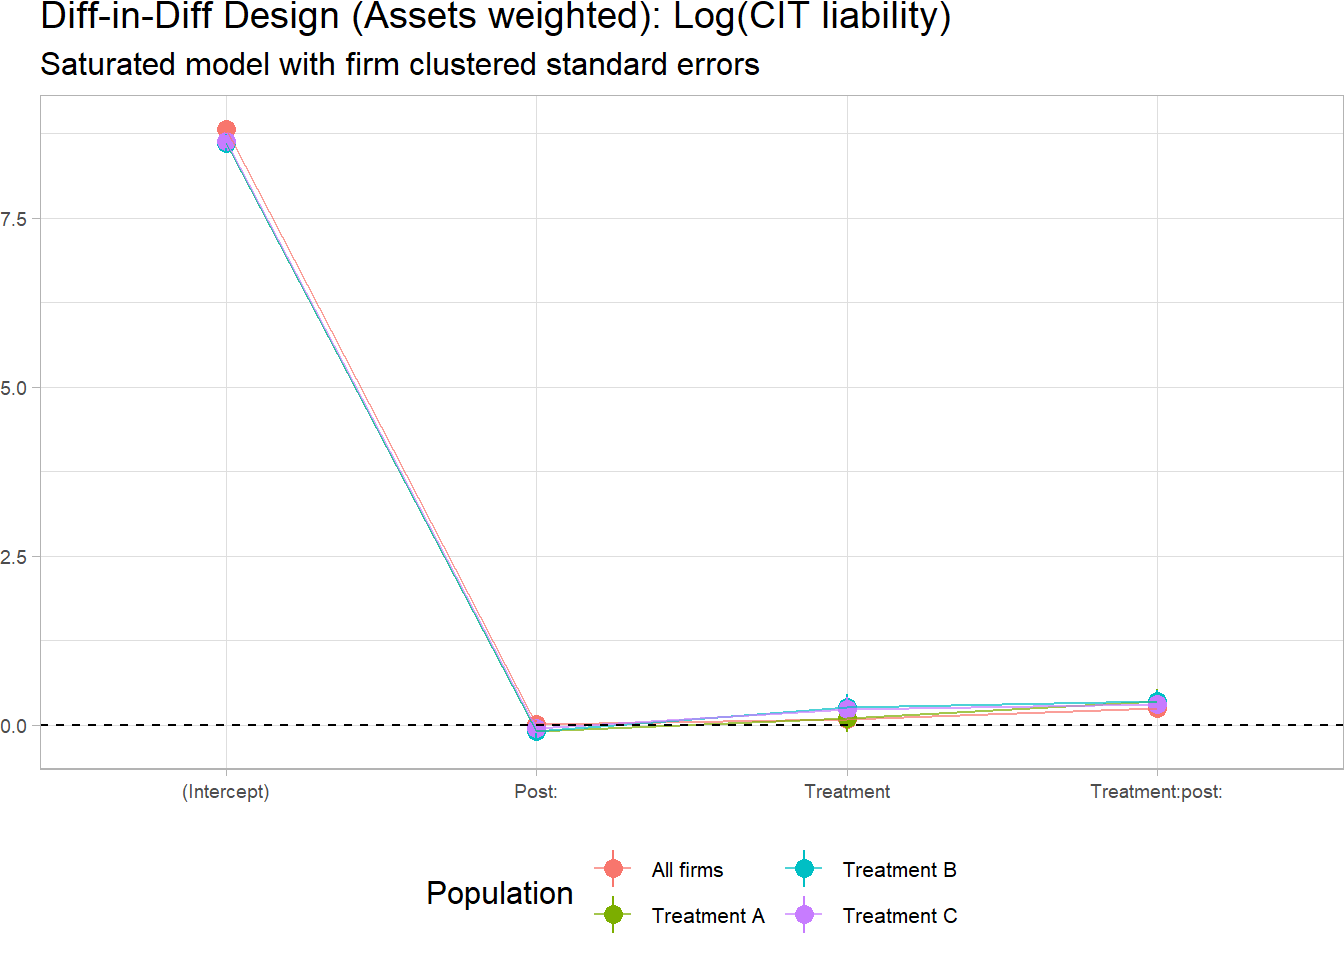 Diff-in-Diff Design (Assets weighted): Log(CIT liability)
Saturated model with firm clustered standard errors
7.5
5.0
2.5
0.0
(Intercept)
Post:
Treatment
Treatment:post:
Population
All firms
Treatment B
Treatment A
Treatment C